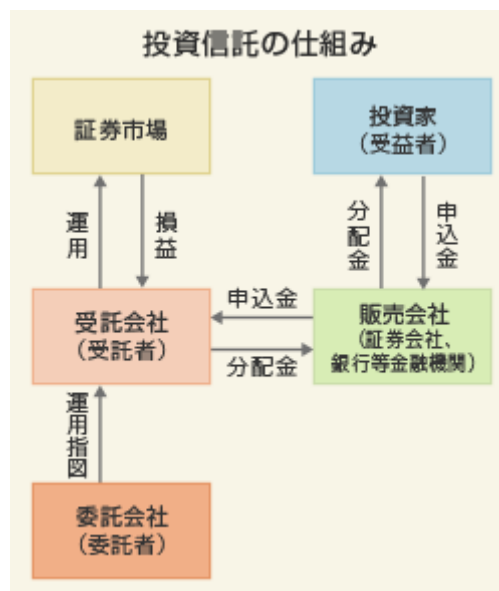 投資信託の仕組み
証券市場
投資家
(受益者)
運用
損益
分配金
申込金
受託会社
(受託者)
申込金
分配金
販売会社
(証券会社、
銀行等金融機関)
運用指図
委託会社
(委託者)